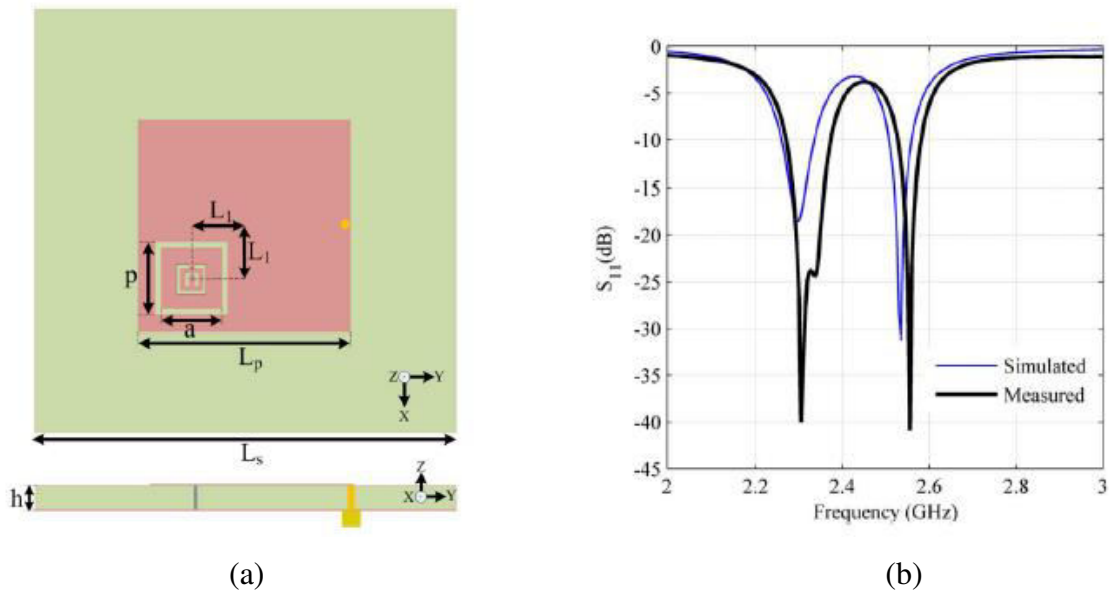 L₁
L₁
p
a
Lₚ
Z Y
X
Lₛ
h
Z
X Y
(a)
0
-5
-10
-15
-20
-25
-30
-35
-40
-45
S₁₁(dB)
Simulated
Measured
2 2.2 2.4 2.6 2.8 3
Frequency (GHz)
(b)